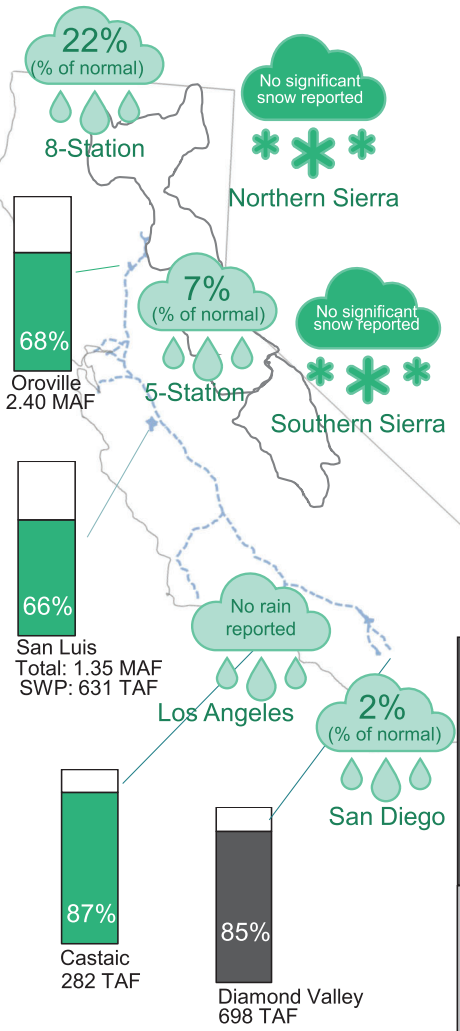 22%
(% of normal)
8-Station
No significant
snow reported
Northern Sierra
68%
Oroville
2.40 MAF
7%
(% of normal)
5-Station
No significant
snow reported
Southern Sierra
66%
San Luis
Total: 1.35 MAF
SWP: 631 TAF
No rain
reported
Los Angeles
2%
(% of normal)
San Diego
87%
Castaic
282 TAF
85%
Diamond Valley
698 TAF